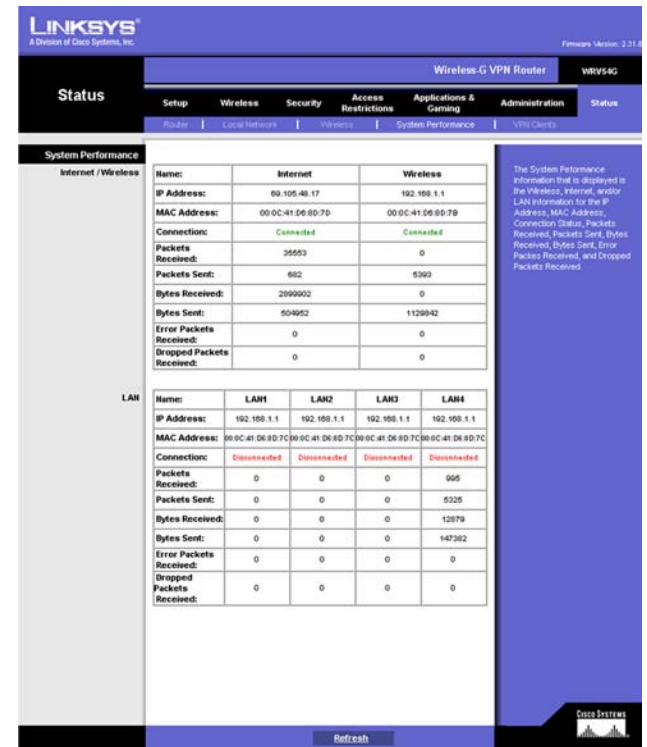 LINKSYS®
A Division of Cisco Systems, Inc.
Firmware Version: 2.31.8
Wireless-G VPN Router WRV54G
Status
Setup Wireless Security Access Restrictions Applications & Gaming Administration Status
Router | Local Network | Wireless | System Performance | VPN Clients
System Performance
Internet / Wireless
Name: Internet Wireless
IP Address: 69.105.48.17 192.168.1.1
MAC Address: 00:0C:41:D6:8D:7D 00:0C:41:D6:8D:7B
Connection: Connected Connected
Packets Received: 35553 0
Packets Sent: 682 5393
Bytes Received: 2899902 0
Bytes Sent: 504952 1129842
Error Packets Received: 0 0
Dropped Packets Received: 0 0
LAN
Name: LAN1 LAN2 LAN3 LAN4
IP Address: 192.168.1.1 192.168.1.1 192.168.1.1 192.168.1.1
MAC Address: 00:0C:41:D6:8D:7C 00:0C:41:D6:8D:7C 00:0C:41:D6:8D:7C 00:0C:41:D6:8D:7C
Connection: Disconnected Disconnected Disconnected Disconnected
Packets Received: 0 0 0 995
Packets Sent: 0 0 0 5325
Bytes Received: 0 0 0 12879
Bytes Sent: 0 0 0 147382
Error Packets Received: 0 0 0 0
Dropped Packets Received: 0 0 0 0
The System Peformance
information that is displayed is
the Wireless, Internet, and/or
LAN information for the IP
Address, MAC Address,
Connection Status, Packets
Received, Packets Sent, Bytes
Received, Bytes Sent, Error
Packes Received, and Dropped
Packets Received.
Refresh
CISCO SYSTEMS